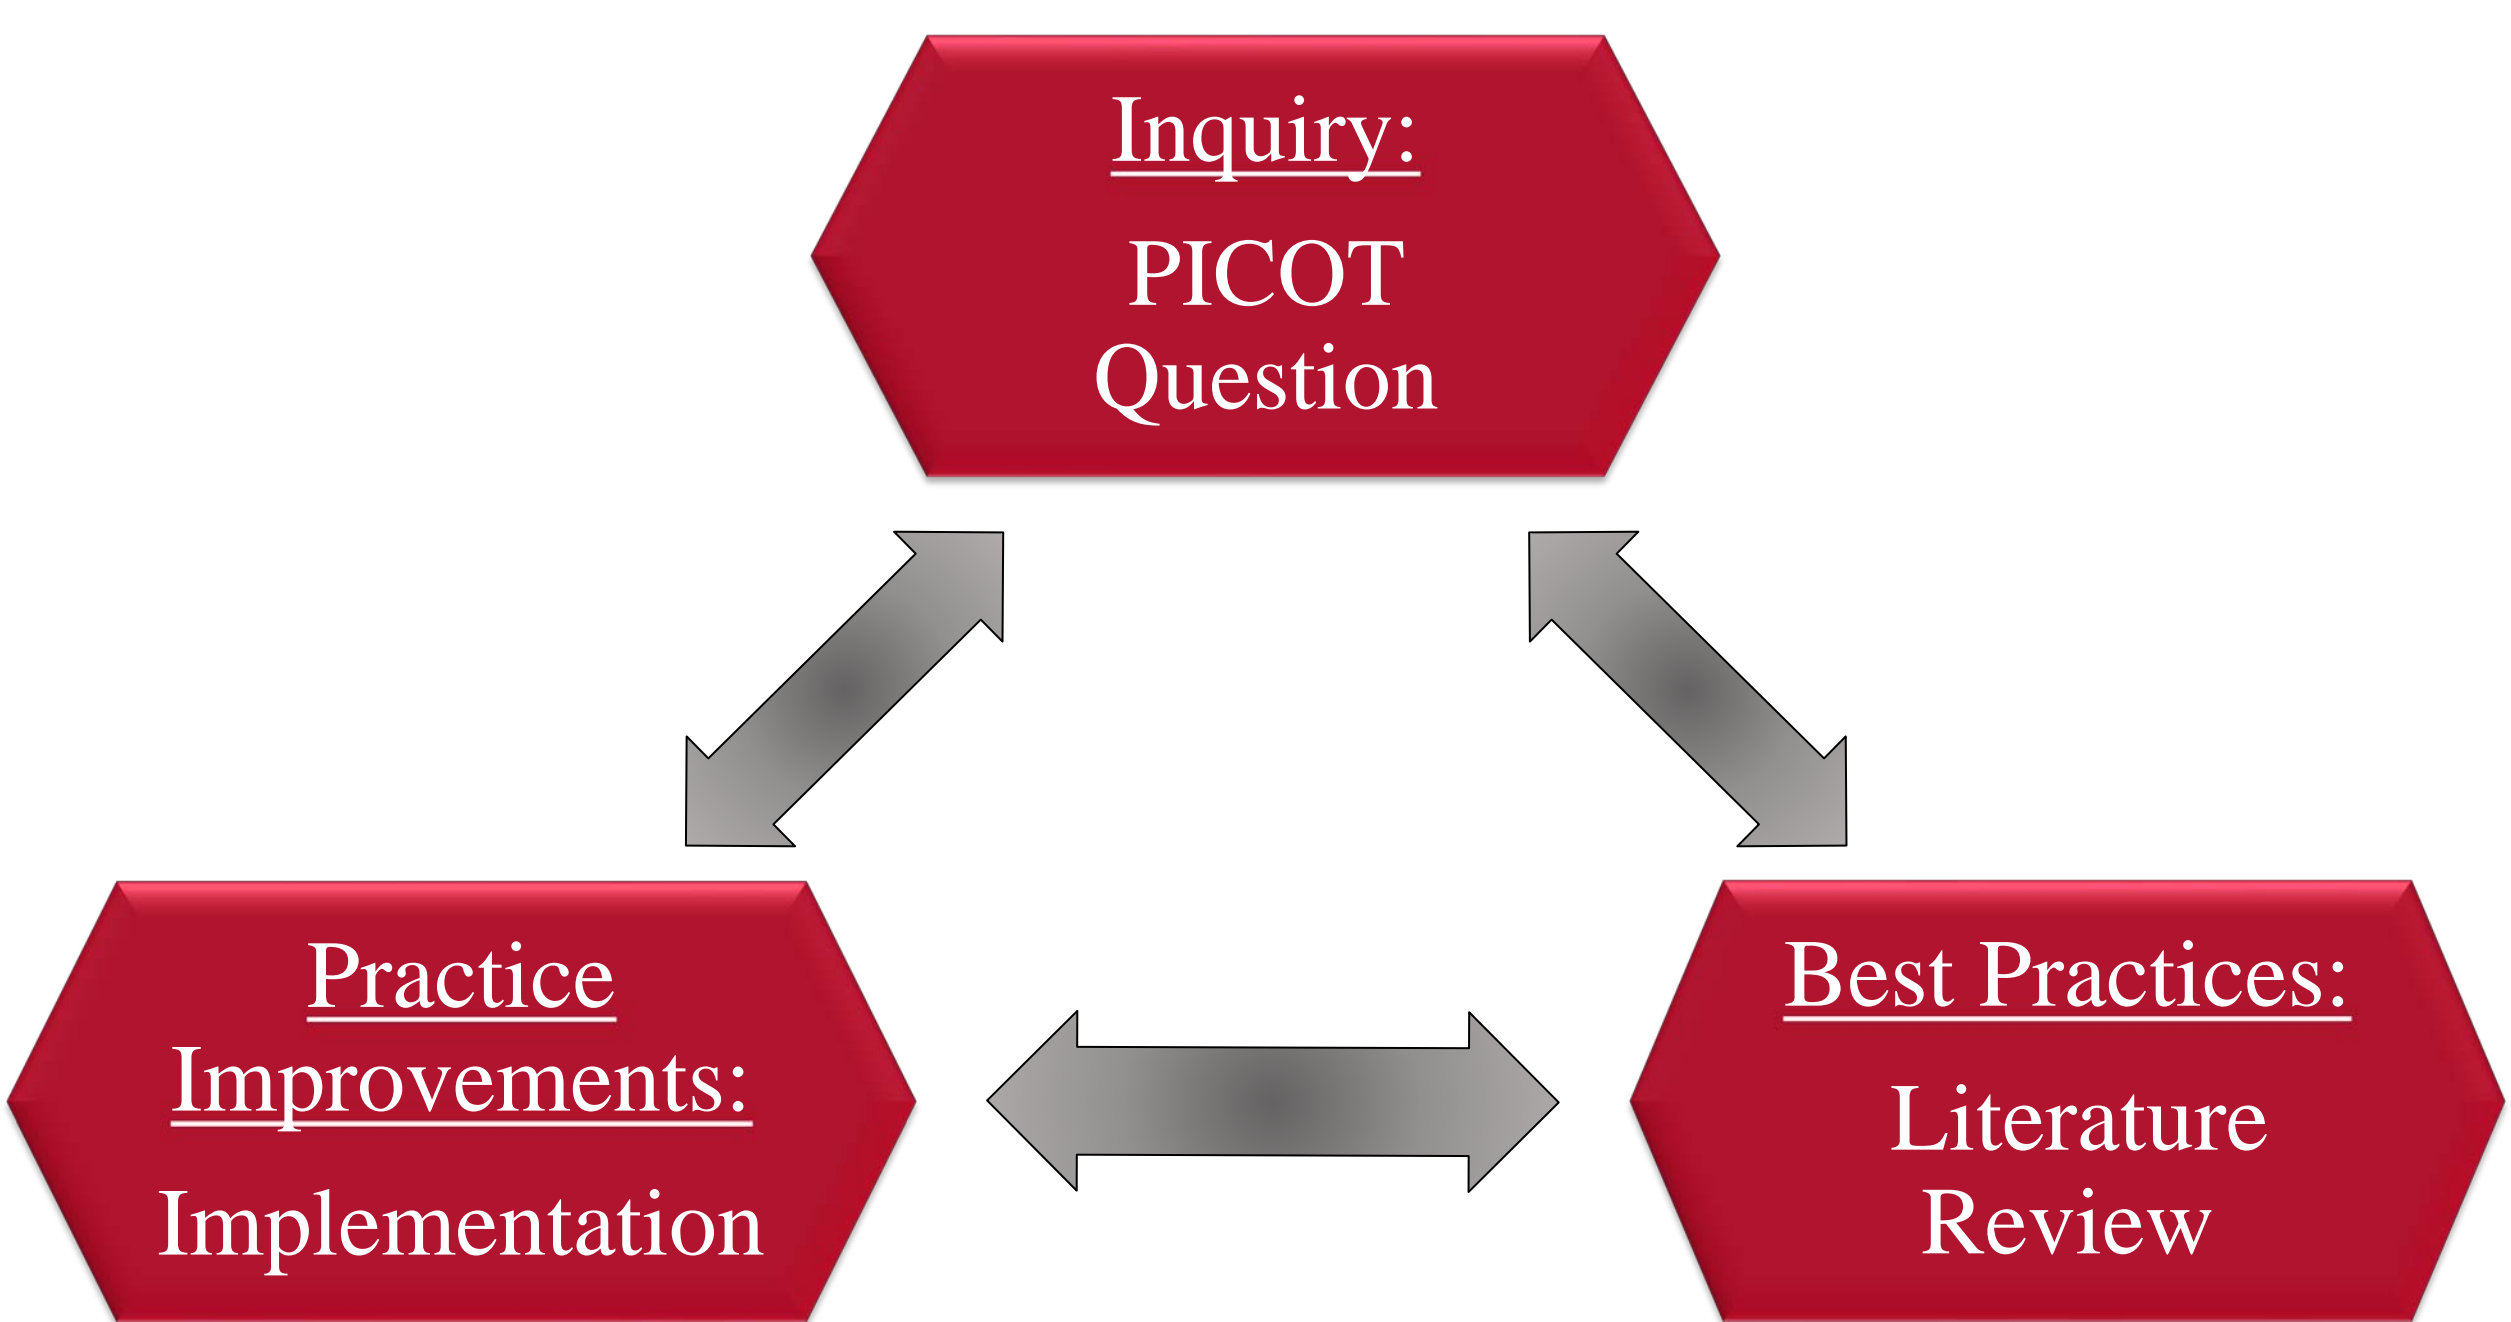 Inquiry:
PICOT
Question
Practice
Improvements:
Implementation
Best Practices:
Literature
Review